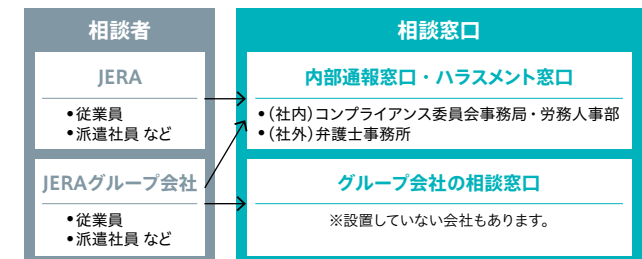 相談者
JERA
•従業員
•派遣社員 など
JERAグループ会社
•従業員
•派遣社員 など
相談窓口
内部通報窓口・ハラスメント窓口
•(社内)コンプライアンス委員会事務局・労務人事部
•(社外)弁護士事務所
グループ会社の相談窓口
※設置していない会社もあります。